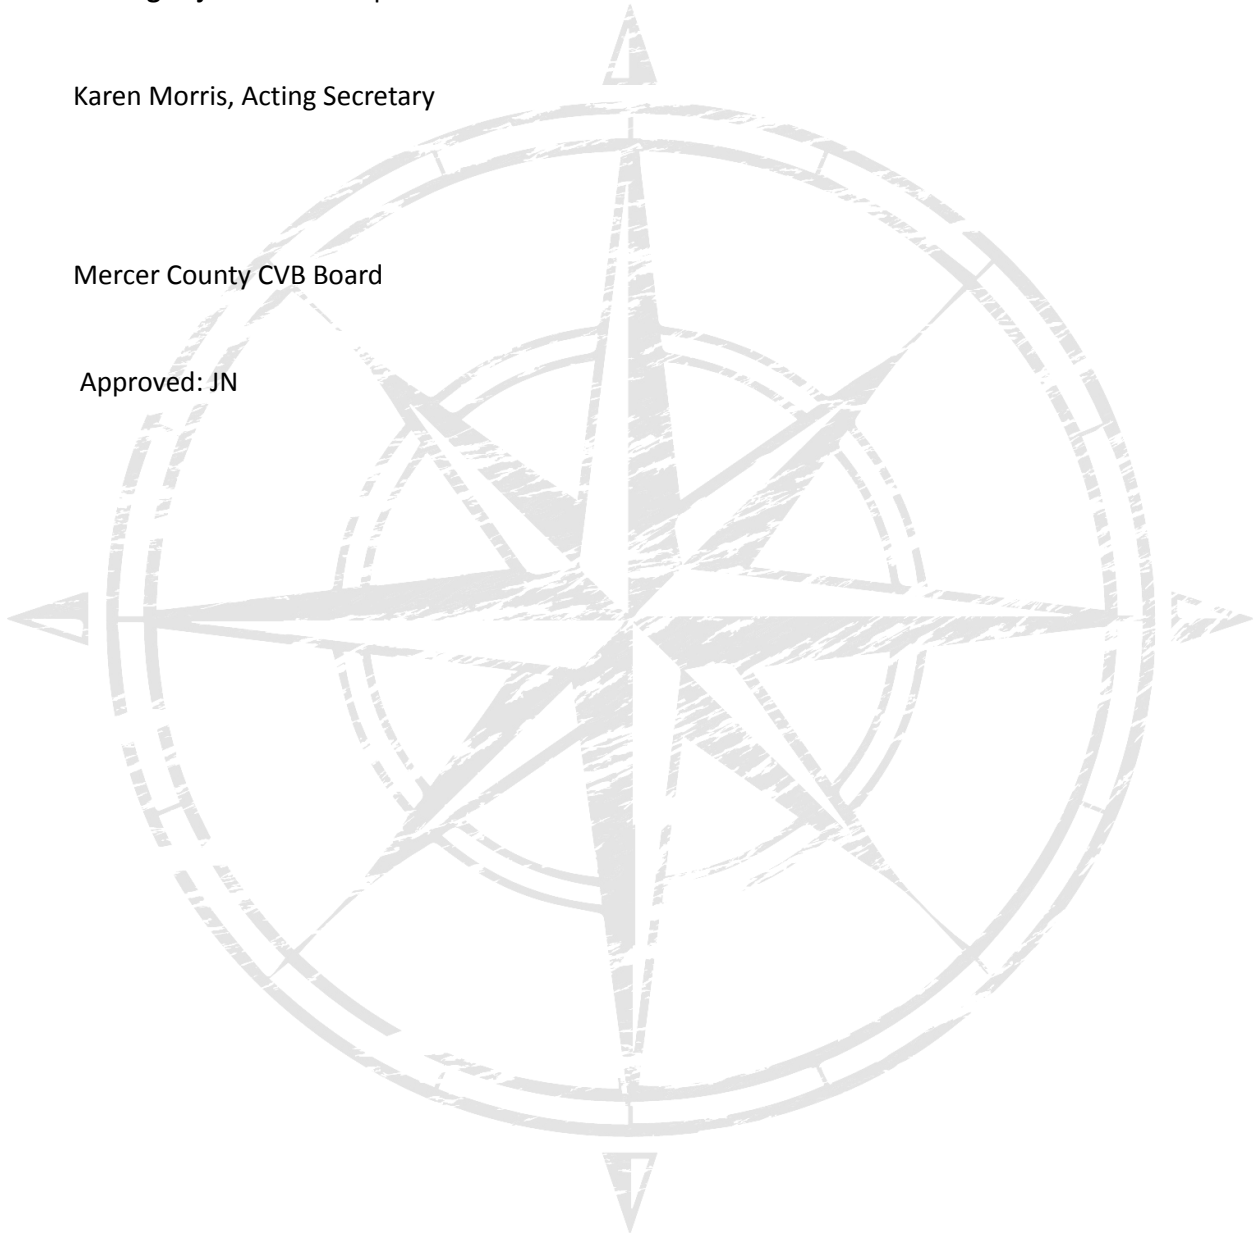 Karen Morris, Acting Secretary
Mercer County CVB Board
Approved: JN